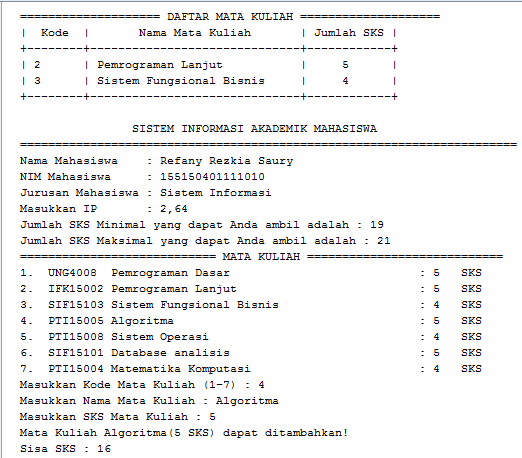 ==================== DAFTAR MATA KULIAH ====================
| Kode | Nama Mata Kuliah | Jumlah SKS |
+--------+------------------------------+------------+
| 2 | Pemrograman Lanjut | 5 |
| 3 | Sistem Fungsional Bisnis | 4 |
+--------+------------------------------+------------+
SISTEM INFORMASI AKADEMIK MAHASISWA
=======================================================================
Nama Mahasiswa : Refany Rezkia Saury
NIM Mahasiswa : 155150401111010
Jurusan Mahasiswa : Sistem Informasi
Masukkan IP : 2,64
Jumlah SKS Minimal yang dapat Anda ambil adalah : 19
Jumlah SKS Maksimal yang dapat Anda ambil adalah : 21
============================ MATA KULIAH ============================
1. UNG4008 Pemrograman Dasar : 5 SKS
2. IFK15002 Pemrograman Lanjut : 5 SKS
3. SIF15103 Sistem Fungsional Bisnis : 4 SKS
4. PTI15005 Algoritma : 5 SKS
5. PTI15008 Sistem Operasi : 4 SKS
6. SIF15101 Database analisis : 5 SKS
7. PTI15004 Matematika Komputasi : 4 SKS
Masukkan Kode Mata Kuliah (1-7) : 4
Masukkan Nama Mata Kuliah : Algoritma
Masukkan SKS Mata Kuliah : 5
Mata Kuliah Algoritma(5 SKS) dapat ditambahkan!
Sisa SKS : 16